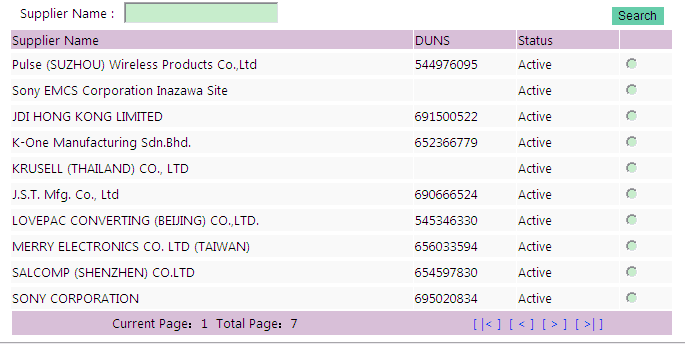 Supplier Name : Search
Supplier Name DUNS Status
Pulse (SUZHOU) Wireless Products Co.,Ltd 544976095 Active
Sony EMCS Corporation Inazawa Site Active
JDI HONG KONG LIMITED 691500522 Active
K-One Manufacturing Sdn.Bhd. 652366779 Active
KRUSELL (THAILAND) CO., LTD Active
J.S.T. Mfg. Co., Ltd 690666524 Active
LOVEPAC CONVERTING (BEIJING) CO.,LTD. 545346330 Active
MERRY ELECTRONICS CO. LTD (TAIWAN) 656033594 Active
SALCOMP (SHENZHEN) CO.LTD 654597830 Active
SONY CORPORATION 695020834 Active
Current Page: 1 Total Page: 7 [ |< ] [ < ] [ > ] [ >| ]